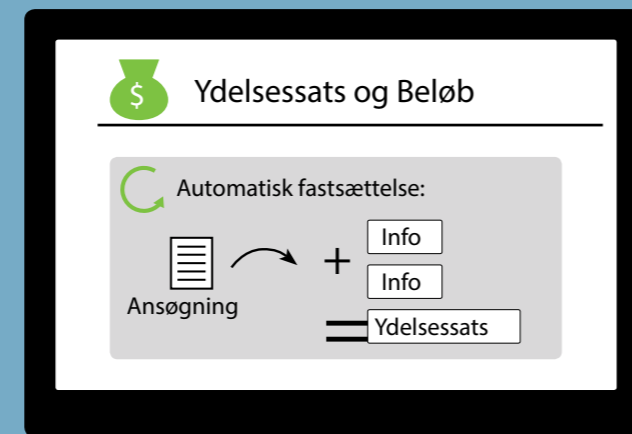 $
Ydelsessats og Beløb
Automatisk fastsættelse:
Info
+
Info
Ansøgning
Ydelsessats